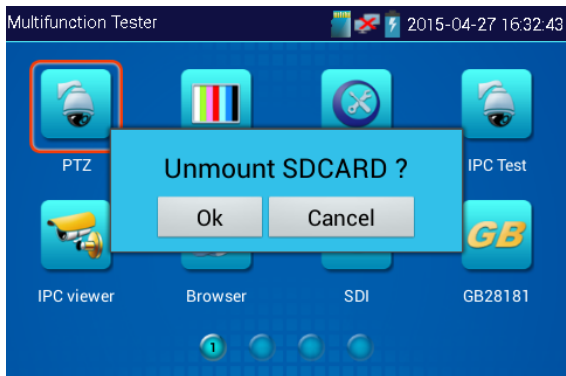 Multifunction Tester 2015-04-27 16:32:43
Unmount SDCARD ?
Ok Cancel
PTZ IPC Test
GB
IPC viewer Browser SDI GB28181
1